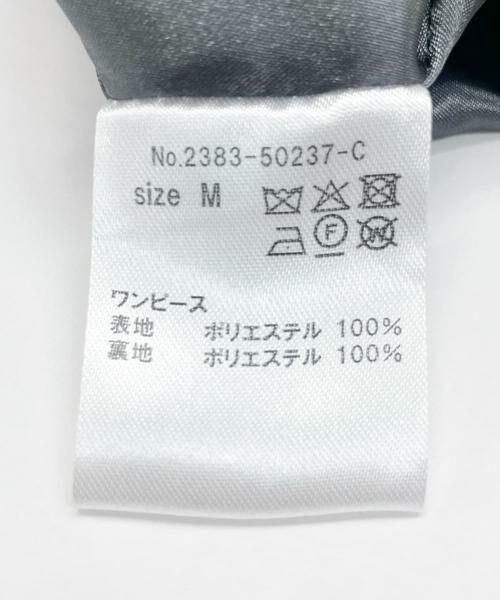 No.2383-50237-C
size M
F W
ワンピース
表地 ポリエステル 100%
裏地 ポリエステル 100%